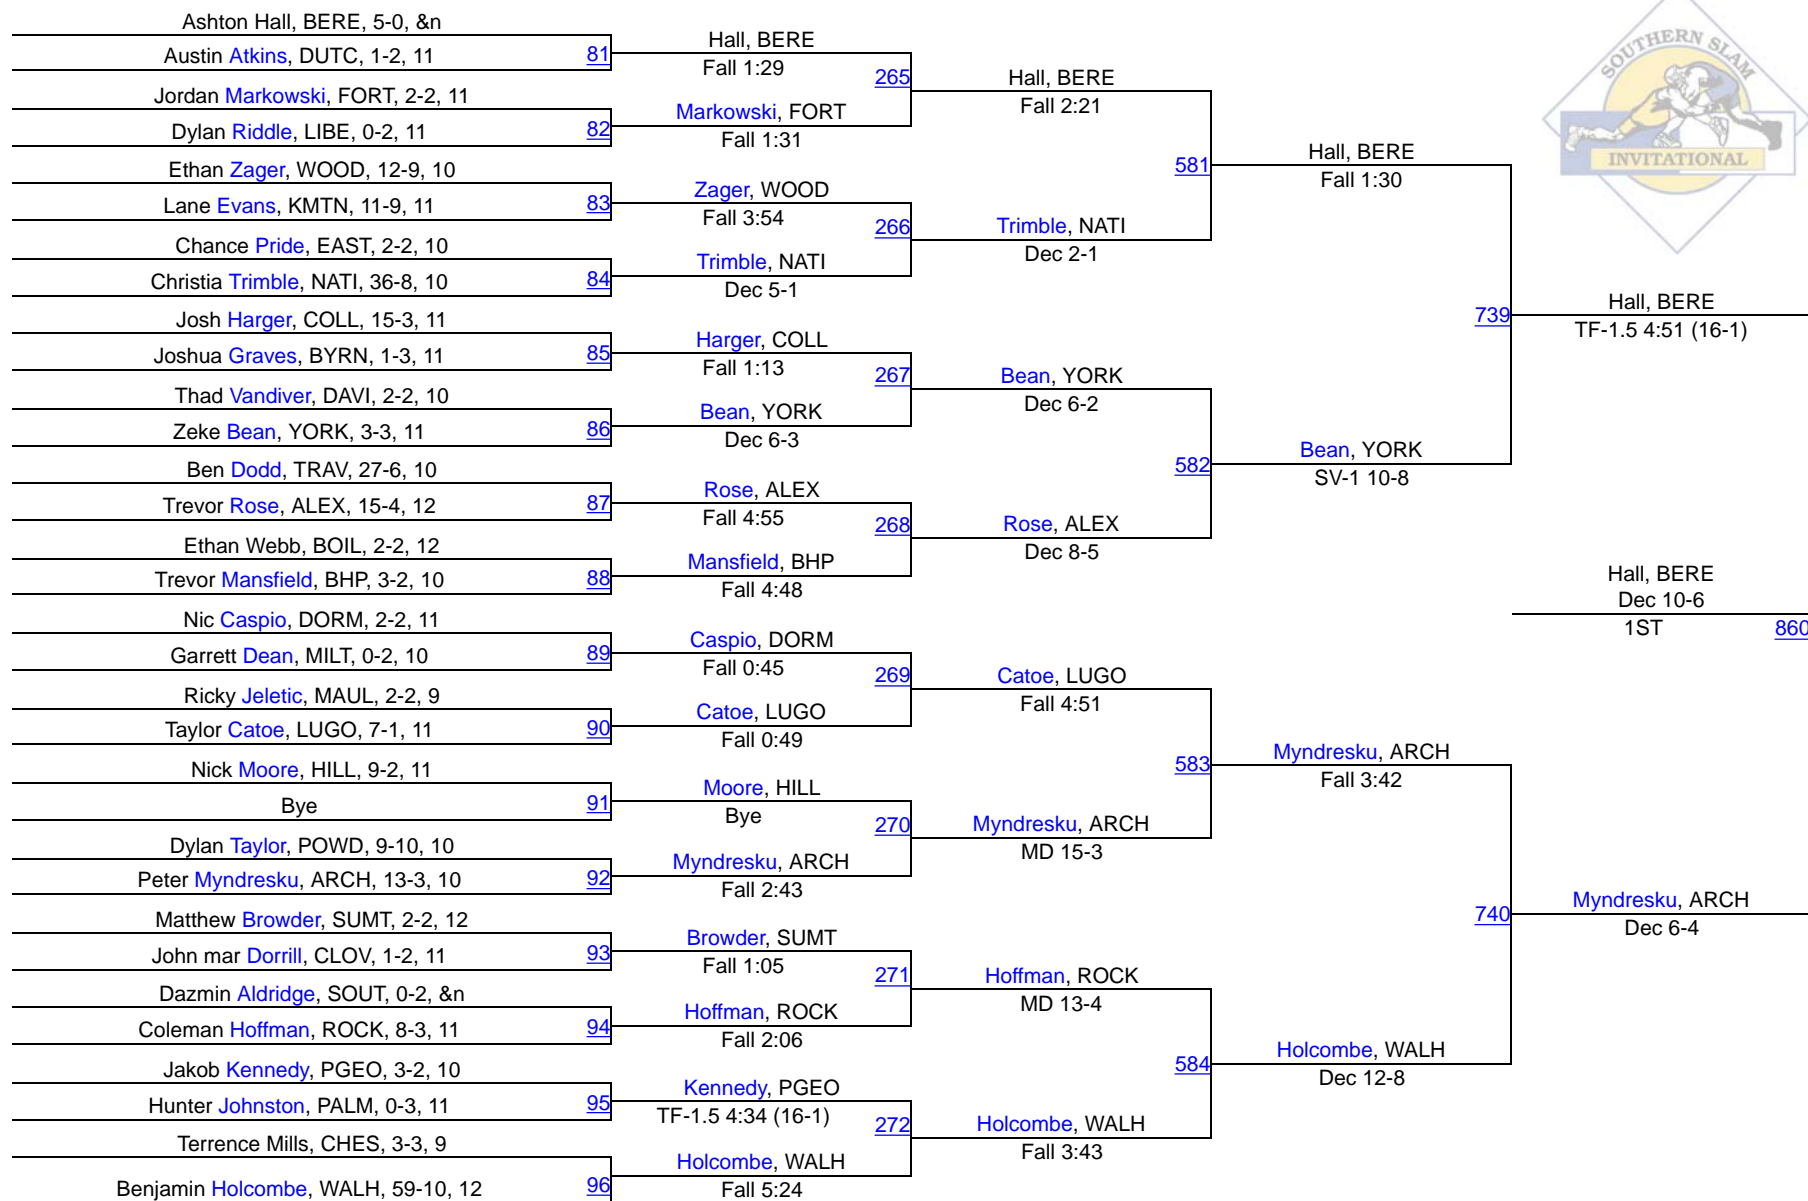 Ashton Hall, BERE, 5-0, &n
Austin Atkins, DUTC, 1-2, 11
81
Jordan Markowski, FORT, 2-2, 11
Dylan Riddle, LIBE, 0-2, 11
82
Ethan Zager, WOOD, 12-9, 10
Lane Evans, KMTN, 11-9, 11
83
Chance Pride, EAST, 2-2, 10
Christia Trimble, NATI, 36-8, 10
84
Josh Harger, COLL, 15-3, 11
Joshua Graves, BYRN, 1-3, 11
85
Thad Vandiver, DAVI, 2-2, 10
Zeke Bean, YORK, 3-3, 11
86
Ben Dodd, TRAV, 27-6, 10
Trevor Rose, ALEX, 15-4, 12
87
Ethan Webb, BOIL, 2-2, 12
Trevor Mansfield, BHP, 3-2, 10
88
Nic Caspio, DORM, 2-2, 11
Garrett Dean, MILT, 0-2, 10
89
Ricky Jeletic, MAUL, 2-2, 9
Taylor Catoe, LUGO, 7-1, 11
90
Nick Moore, HILL, 9-2, 11
Bye
91
Dylan Taylor, POWD, 9-10, 10
Peter Myndresku, ARCH, 13-3, 10
92
Matthew Browder, SUMT, 2-2, 12
John mar Dorrill, CLOV, 1-2, 11
93
Dazmin Aldridge, SOUT, 0-2, &n
Coleman Hoffman, ROCK, 8-3, 11
94
Jakob Kennedy, PGEO, 3-2, 10
Hunter Johnston, PALM, 0-3, 11
95
Terrence Mills, CHES, 3-3, 9
Benjamin Holcombe, WALH, 59-10, 12
96
Hall, BERE
Fall 1:29
265
Markowski, FORT
Fall 1:31
Zager, WOOD
Fall 3:54
266
Trimble, NATI
Dec 5-1
Harger, COLL
Fall 1:13
267
Bean, YORK
Dec 6-3
Rose, ALEX
Fall 4:55
268
Mansfield, BHP
Fall 4:48
Caspio, DORM
Fall 0:45
269
Catoe, LUGO
Fall 0:49
Moore, HILL
Bye
270
Myndresku, ARCH
Fall 2:43
Browder, SUMT
Fall 1:05
271
Hoffman, ROCK
Fall 2:06
Kennedy, PGEO
TF-1.5 4:34 (16-1)
272
Holcombe, WALH
Fall 5:24
Hall, BERE
Fall 2:21
581
Trimble, NATI
Dec 2-1
Bean, YORK
Dec 6-2
582
Rose, ALEX
Dec 8-5
Catoe, LUGO
Fall 4:51
583
Myndresku, ARCH
MD 15-3
Hoffman, ROCK
MD 13-4
584
Holcombe, WALH
Fall 3:43
Hall, BERE
Fall 1:30
739
Bean, YORK
SV-1 10-8
Myndresku, ARCH
Fall 3:42
740
Holcombe, WALH
Dec 12-8
SOUTHERN SLAM
INVITATIONAL
Hall, BERE
TF-1.5 4:51 (16-1)
Hall, BERE
Dec 10-6
1ST
860
Myndresku, ARCH
Dec 6-4